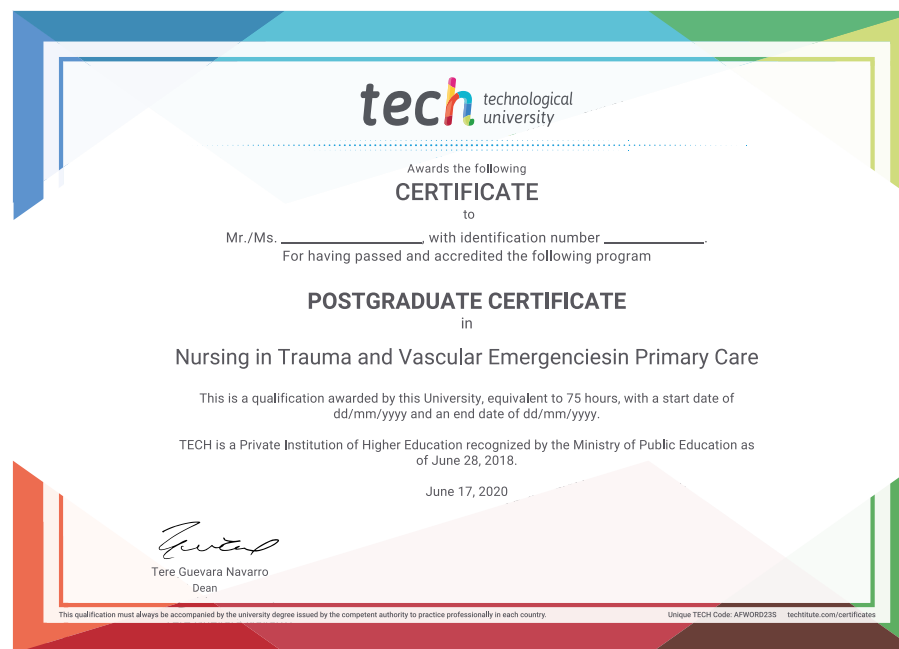 tech technological
university
Awards the following
CERTIFICATE
to
Mr./Ms. ____________________, with identification number ______________.
For having passed and accredited the following program
POSTGRADUATE CERTIFICATE
in
Nursing in Trauma and Vascular Emergenciesin Primary Care
This is a qualification awarded by this University, equivalent to 75 hours, with a start date of
dd/mm/yyyy and an end date of dd/mm/yyyy.
TECH is a Private Institution of Higher Education recognized by the Ministry of Public Education as
of June 28, 2018.
June 17, 2020
Tere Guevara Navarro
Dean
This qualification must always be accompanied by the university degree issued by the competent authority to practice professionally in each country. Unique TECH Code: AFWORD23S techtitute.com/certificates